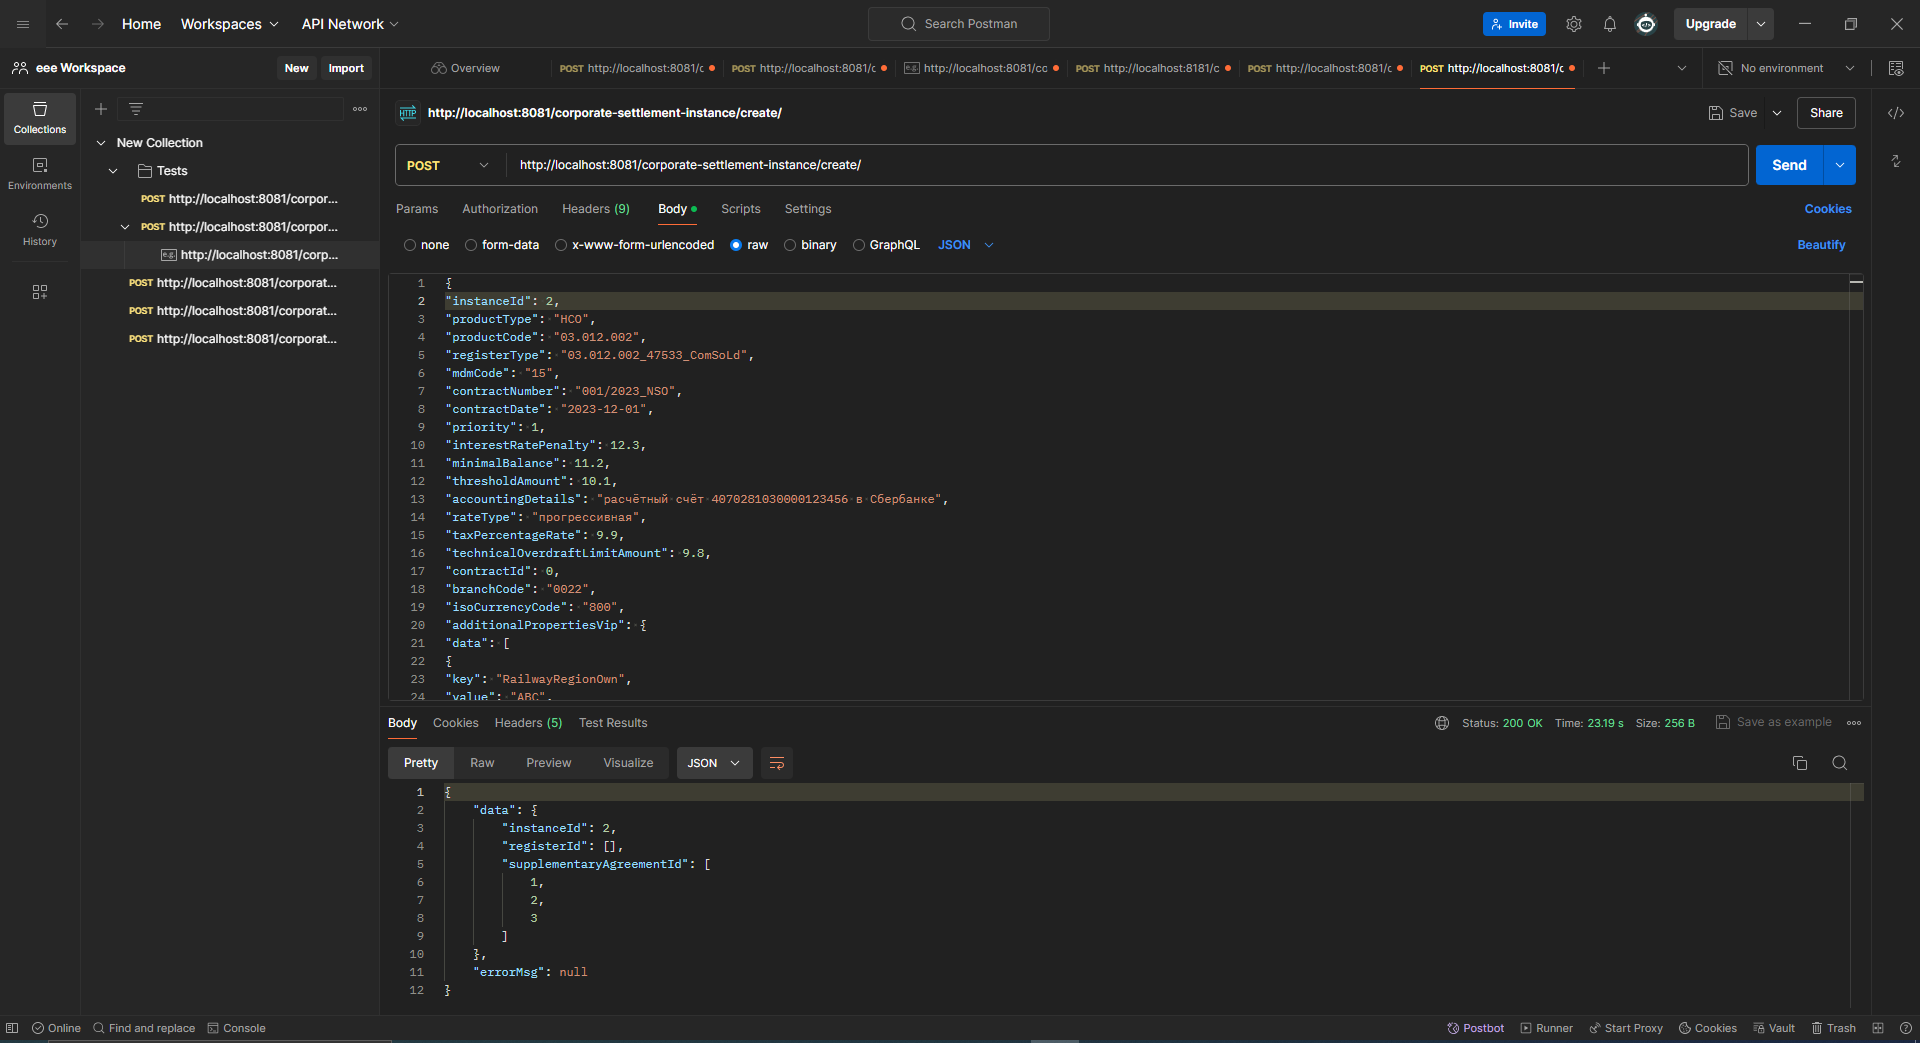 Home Workspaces API Network Search Postman Invite Upgrade
eee Workspace New Import Overview POST http://localhost:8081/c POST http://localhost:8081/c e.g. http://localhost:8081/cc POST http://localhost:8181/c POST http://localhost:8081/c POST http://localhost:8081/c No environment
Collections
Environments
History
New Collection
Tests
POST http://localhost:8081/corpor...
POST http://localhost:8081/corpor...
e.g. http://localhost:8081/corp...
POST http://localhost:8081/corporat...
POST http://localhost:8081/corporat...
POST http://localhost:8081/corporat...
HTTP http://localhost:8081/corporate-settlement-instance/create/ Save Share
POST http://localhost:8081/corporate-settlement-instance/create/ Send
Params Authorization Headers (9) Body Scripts Settings Cookies
none form-data x-www-form-urlencoded raw binary GraphQL JSON Beautify
1 {
2 "instanceId": 2,
3 "productType": "НСО",
4 "productCode": "03.012.002",
5 "registerType": "03.012.002_47533_ComSoLd",
6 "mdmCode": "15",
7 "contractNumber": "001/2023_NSO",
8 "contractDate": "2023-12-01",
9 "priority": 1,
10 "interestRatePenalty": 12.3,
11 "minimalBalance": 11.2,
12 "thresholdAmount": 10.1,
13 "accountingDetails": "расчётный счёт 4070281030000123456 в Сбербанке",
14 "rateType": "прогрессивная",
15 "taxPercentageRate": 9.9,
16 "technicalOverdraftLimitAmount": 9.8,
17 "contractId": 0,
18 "branchCode": "0022",
19 "isoCurrencyCode": "800",
20 "additionalPropertiesVip": {
21 "data": [
22 {
23 "key": "RailwayRegionOwn",
24 "value": "ABC",
Body Cookies Headers (5) Test Results Status: 200 OK Time: 23.19 s Size: 256 B Save as example
Pretty Raw Preview Visualize JSON
1 {
2 "data": {
3 "instanceId": 2,
4 "registerId": [],
5 "supplementaryAgreementId": [
6 1,
7 2,
8 3
9 ]
10 },
11 "errorMsg": null
12 }
Online Find and replace Console Postbot Runner Start Proxy Cookies Vault Trash